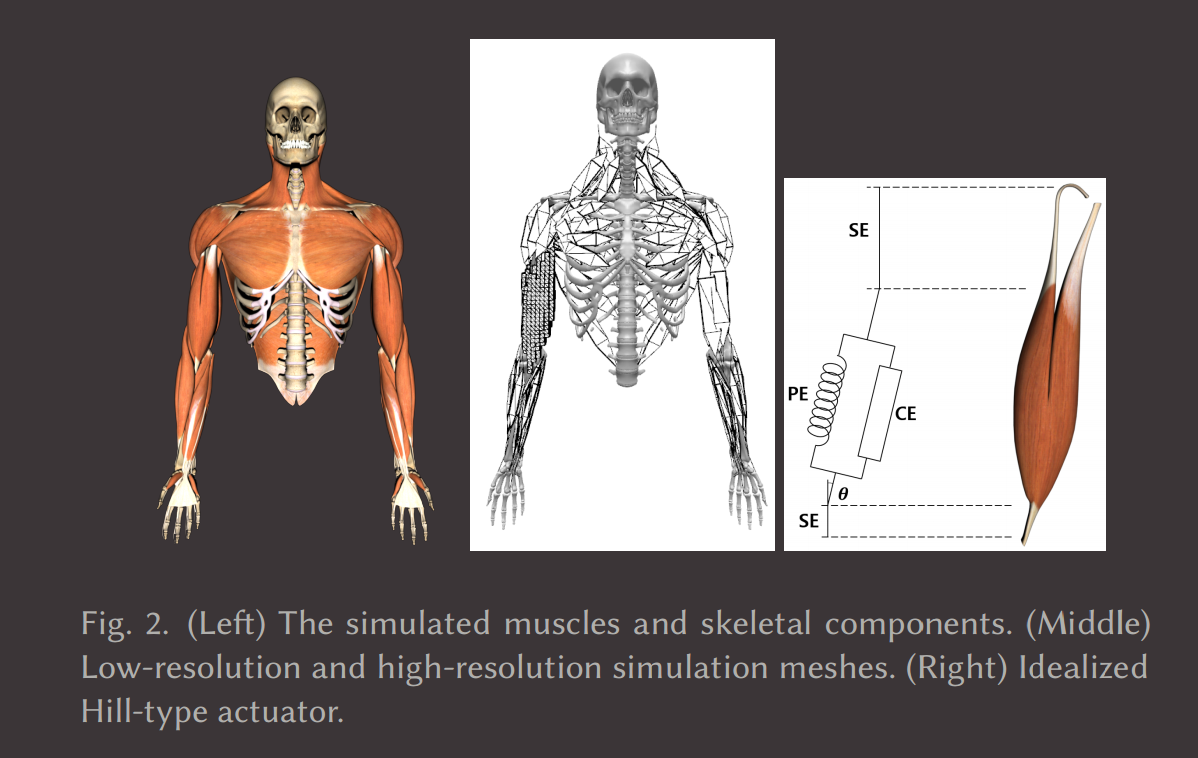 SE
PE
CE
θ
SE
Fig. 2. (Left) The simulated muscles and skeletal components. (Middle)
Low-resolution and high-resolution simulation meshes. (Right) Idealized
Hill-type actuator.